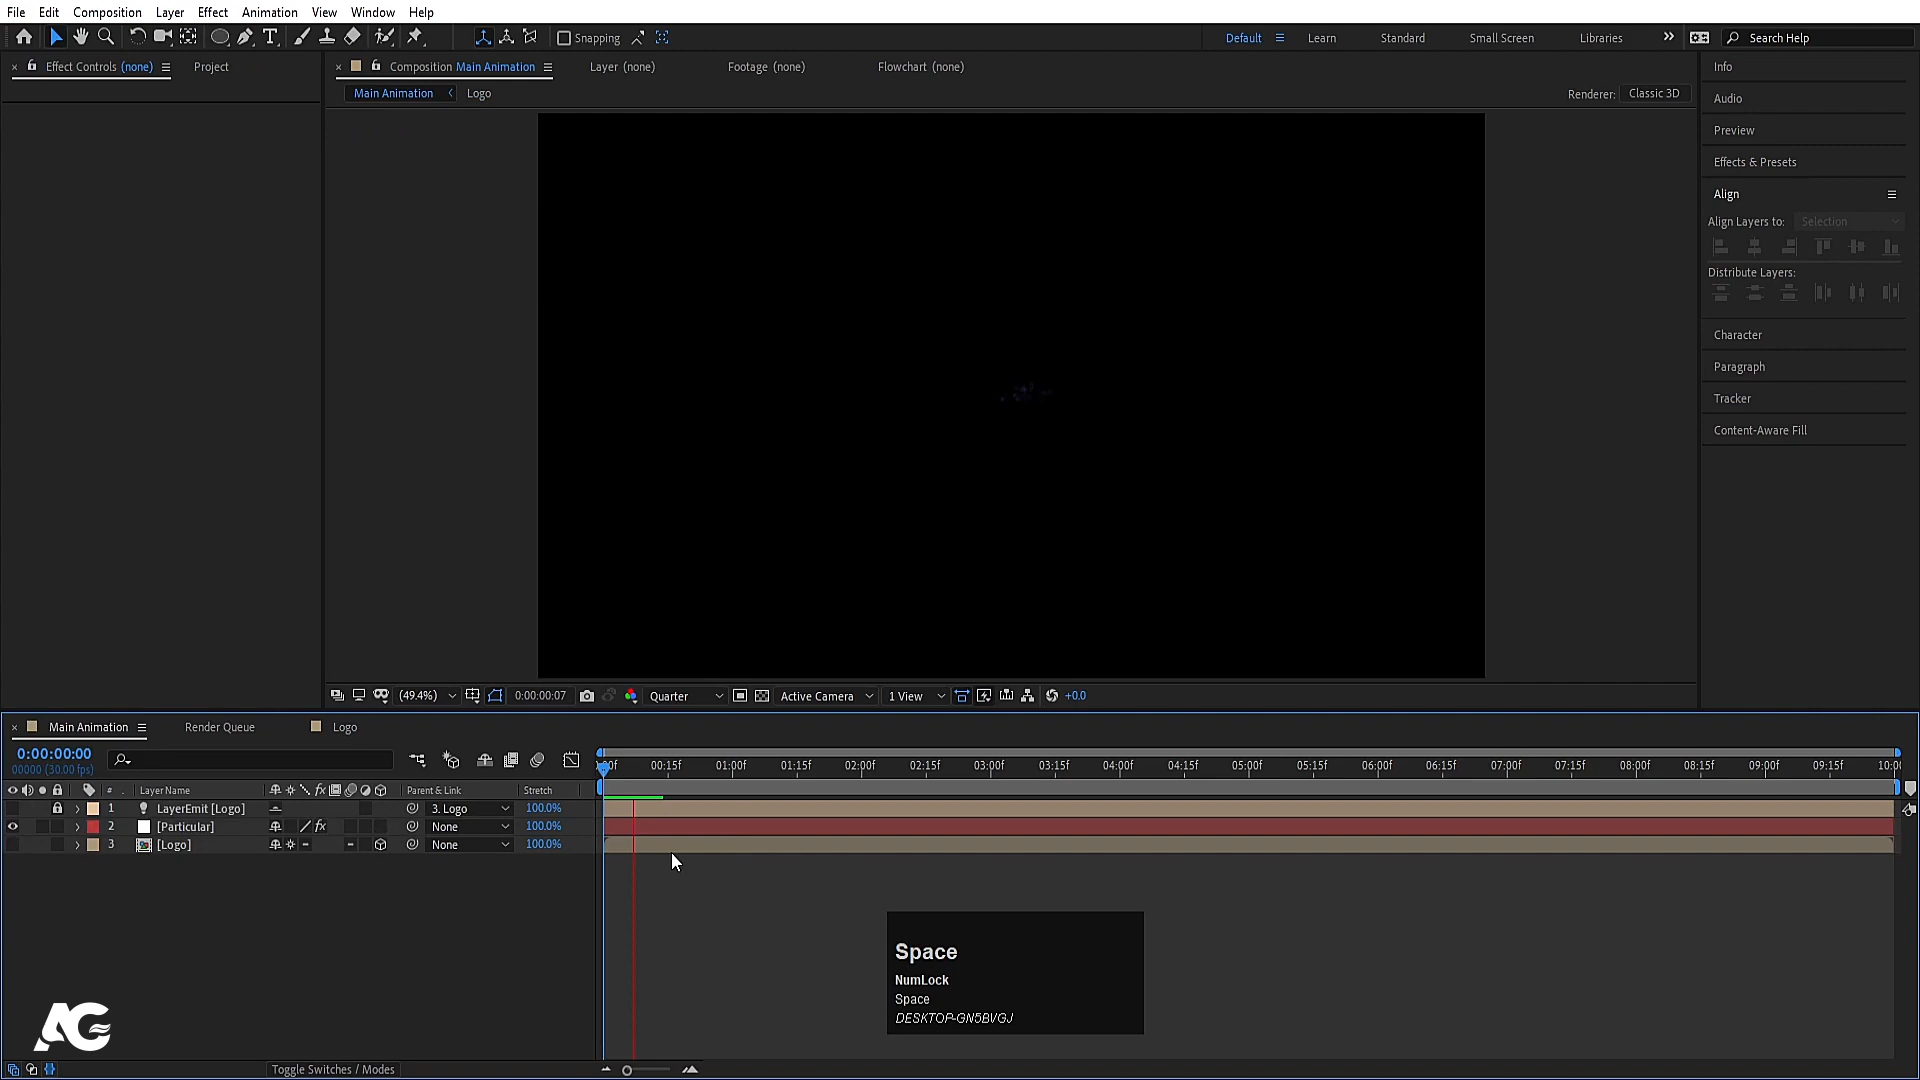 File Edit Composition Layer Effect Animation View Window Help
Snapping Default Learn Standard Small Screen Libraries Search Help
Effect Controls (none) Project Composition Main Animation Layer (none) Footage (none) Flowchart (none) Info
Main Animation Logo Renderer: Classic 3D
Audio
Preview
Effects & Presets
Align
Align Layers to: Selection
Distribute Layers:
Character
Paragraph
Tracker
Content-Aware Fill
(49.4%) 0:00:00:07 Quarter Active Camera 1 View +0.0
Main Animation Render Queue Logo
0:00:00:00
00000 (30.00 fps)
00:15f 01:00f 01:15f 02:00f 02:15f 03:00f 03:15f 04:00f 04:15f 05:00f 05:15f 06:00f 06:15f 07:00f 07:15f 08:00f 08:15f 09:00f 09:15f
# Layer Name fx Parent & Link Stretch
1 LayerEmit [Logo] 3. Logo 100.0%
2 [Particular] fx None 100.0%
3 [Logo] None 100.0%
Space
NumLock
Space
DESKTOP-GN5BVGJ
AG
Toggle Switches / Modes